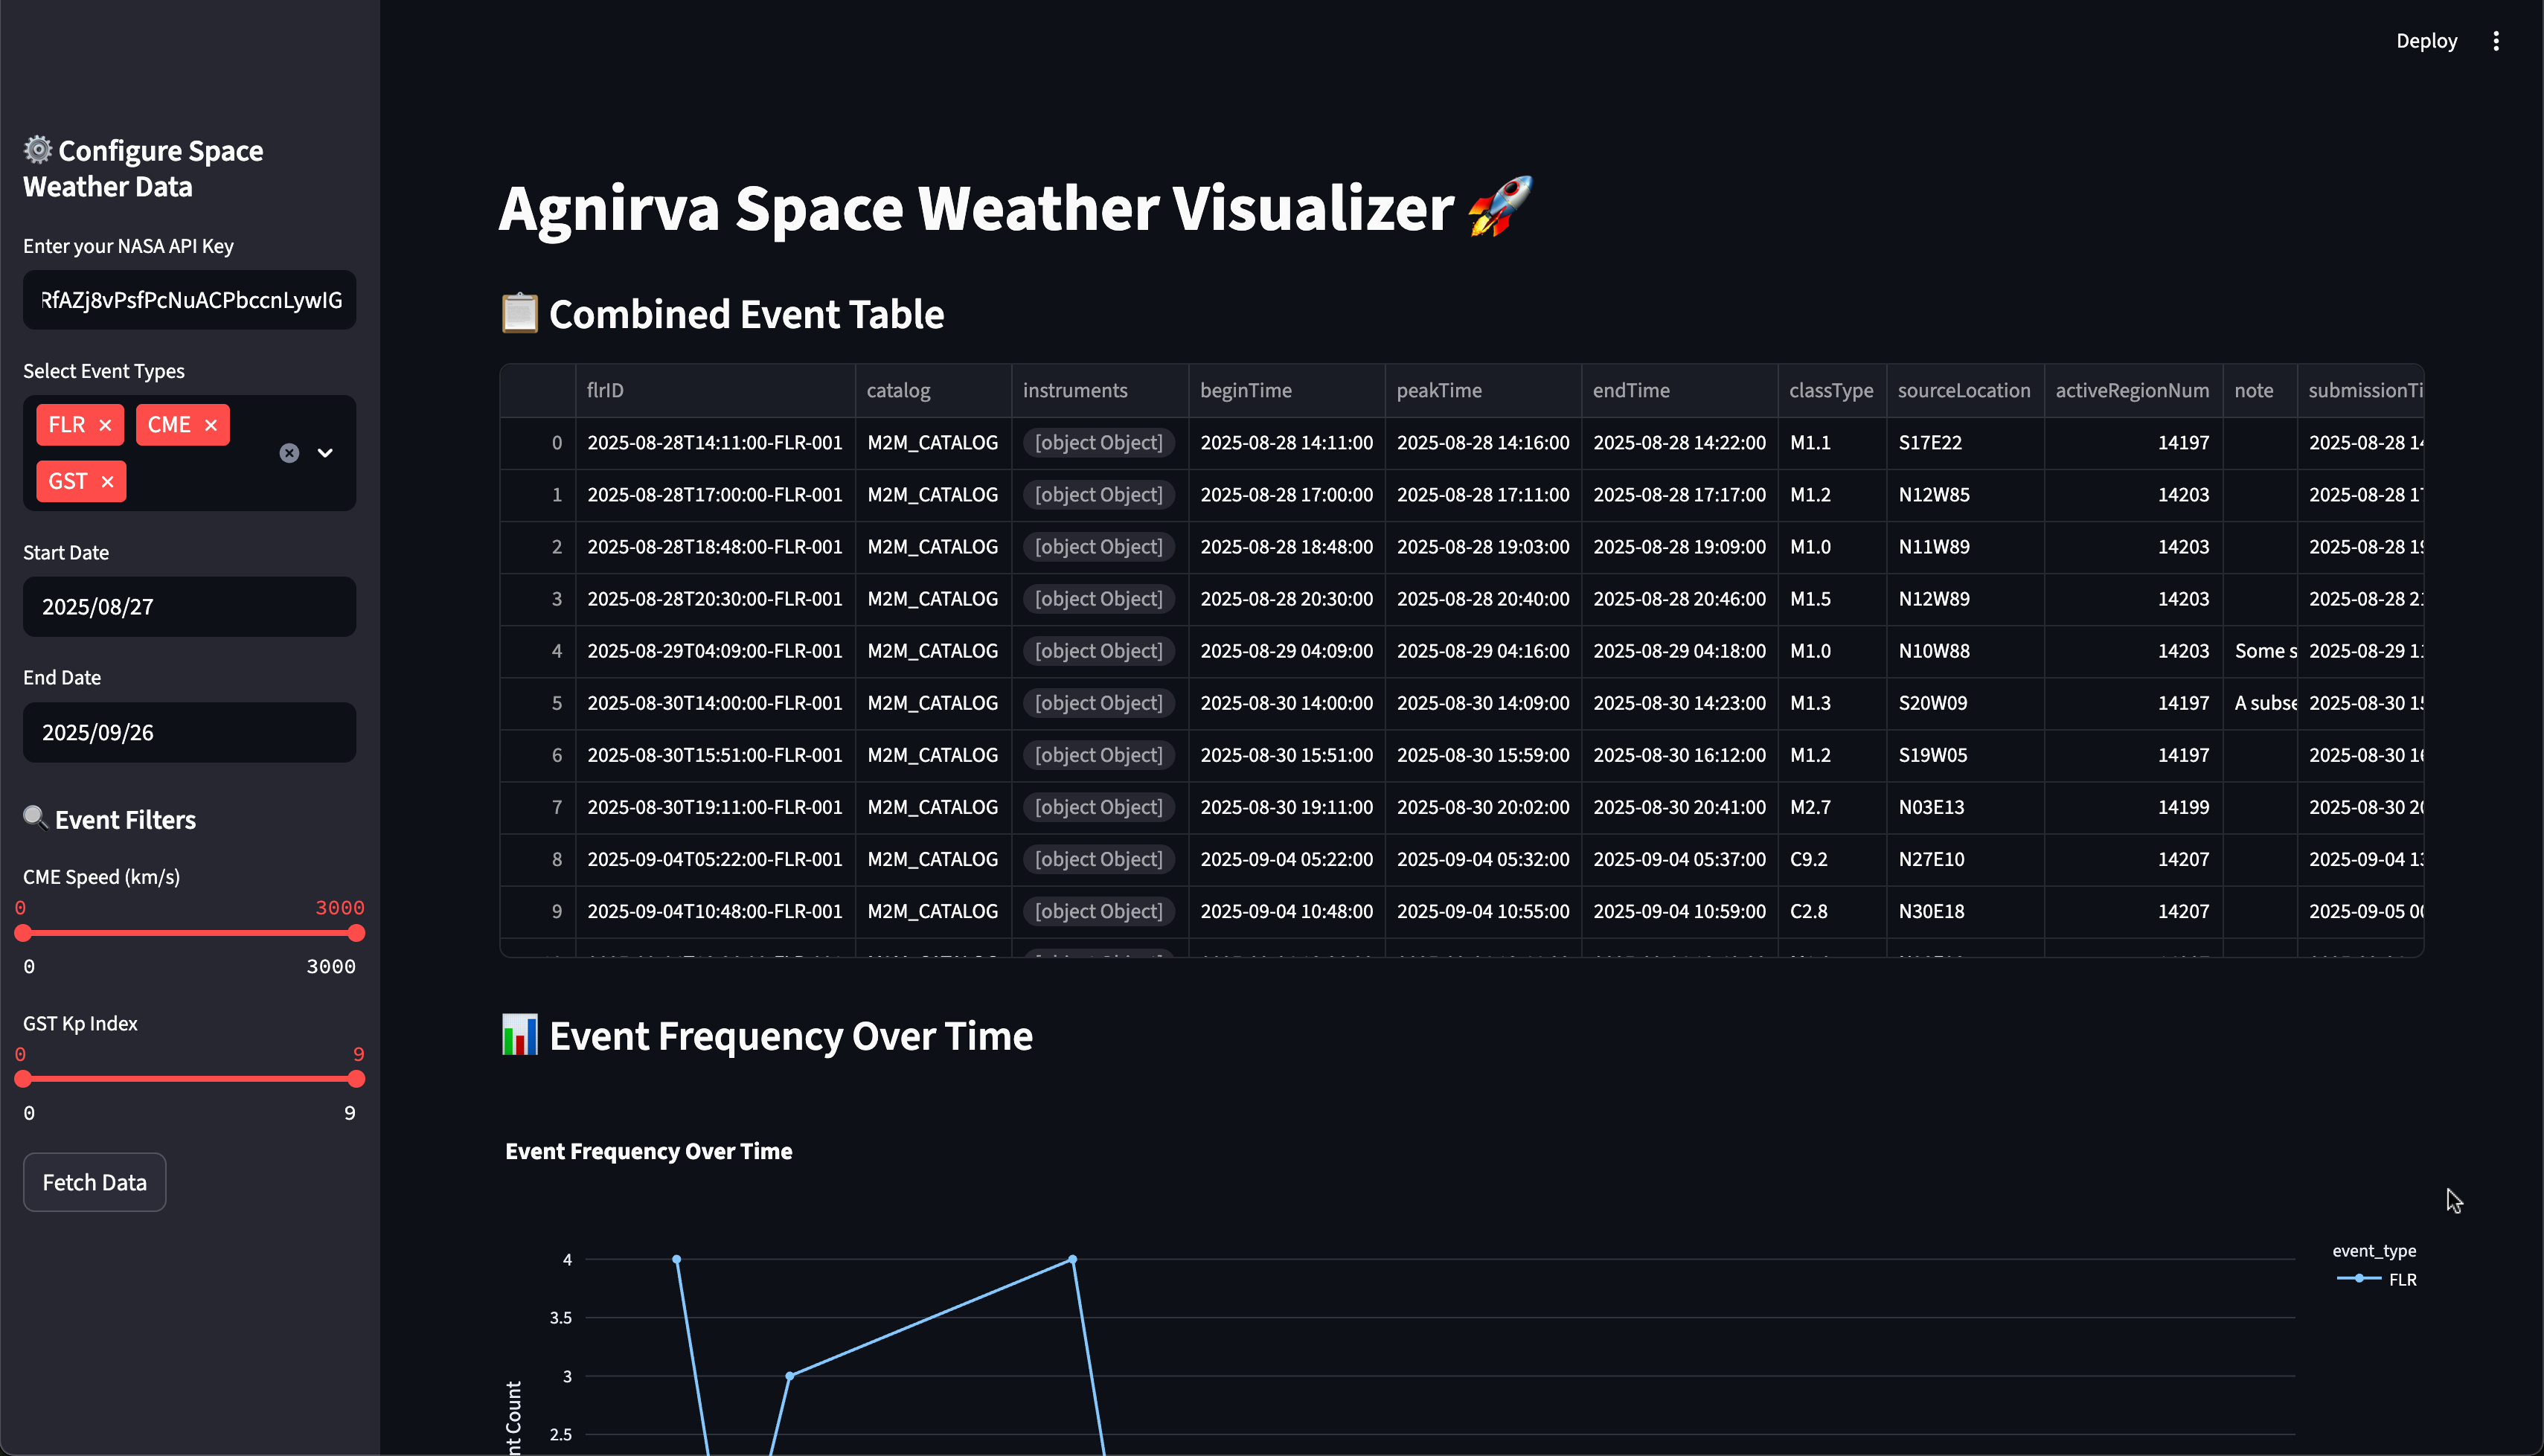 Deploy
⚙️ Configure Space
Weather Data
Enter your NASA API Key
RfAZj8vPsfPcNuACPbccnLywIG
Select Event Types
FLR × CME ×
GST ×
Start Date
2025/08/27
End Date
2025/09/26
🔍 Event Filters
CME Speed (km/s)
0 3000
0 3000
GST Kp Index
0 9
0 9
Fetch Data
Agnirva Space Weather Visualizer 🚀
📋 Combined Event Table
flrID catalog instruments beginTime peakTime endTime classType sourceLocation activeRegionNum note submissionTi
0 2025-08-28T14:11:00-FLR-001 M2M_CATALOG [object Object] 2025-08-28 14:11:00 2025-08-28 14:16:00 2025-08-28 14:22:00 M1.1 S17E22 14197 2025-08-28 14
1 2025-08-28T17:00:00-FLR-001 M2M_CATALOG [object Object] 2025-08-28 17:00:00 2025-08-28 17:11:00 2025-08-28 17:17:00 M1.2 N12W85 14203 2025-08-28 17
2 2025-08-28T18:48:00-FLR-001 M2M_CATALOG [object Object] 2025-08-28 18:48:00 2025-08-28 19:03:00 2025-08-28 19:09:00 M1.0 N11W89 14203 2025-08-28 19
3 2025-08-28T20:30:00-FLR-001 M2M_CATALOG [object Object] 2025-08-28 20:30:00 2025-08-28 20:40:00 2025-08-28 20:46:00 M1.5 N12W89 14203 2025-08-28 21
4 2025-08-29T04:09:00-FLR-001 M2M_CATALOG [object Object] 2025-08-29 04:09:00 2025-08-29 04:16:00 2025-08-29 04:18:00 M1.0 N10W88 14203 Some s 2025-08-29 11
5 2025-08-30T14:00:00-FLR-001 M2M_CATALOG [object Object] 2025-08-30 14:00:00 2025-08-30 14:09:00 2025-08-30 14:23:00 M1.3 S20W09 14197 A subse 2025-08-30 15
6 2025-08-30T15:51:00-FLR-001 M2M_CATALOG [object Object] 2025-08-30 15:51:00 2025-08-30 15:59:00 2025-08-30 16:12:00 M1.2 S19W05 14197 2025-08-30 16
7 2025-08-30T19:11:00-FLR-001 M2M_CATALOG [object Object] 2025-08-30 19:11:00 2025-08-30 20:02:00 2025-08-30 20:41:00 M2.7 N03E13 14199 2025-08-30 20
8 2025-09-04T05:22:00-FLR-001 M2M_CATALOG [object Object] 2025-09-04 05:22:00 2025-09-04 05:32:00 2025-09-04 05:37:00 C9.2 N27E10 14207 2025-09-04 13
9 2025-09-04T10:48:00-FLR-001 M2M_CATALOG [object Object] 2025-09-04 10:48:00 2025-09-04 10:55:00 2025-09-04 10:59:00 C2.8 N30E18 14207 2025-09-05 00
📊 Event Frequency Over Time
Event Frequency Over Time
4
3.5
3
2.5
nt Count
event_type
FLR